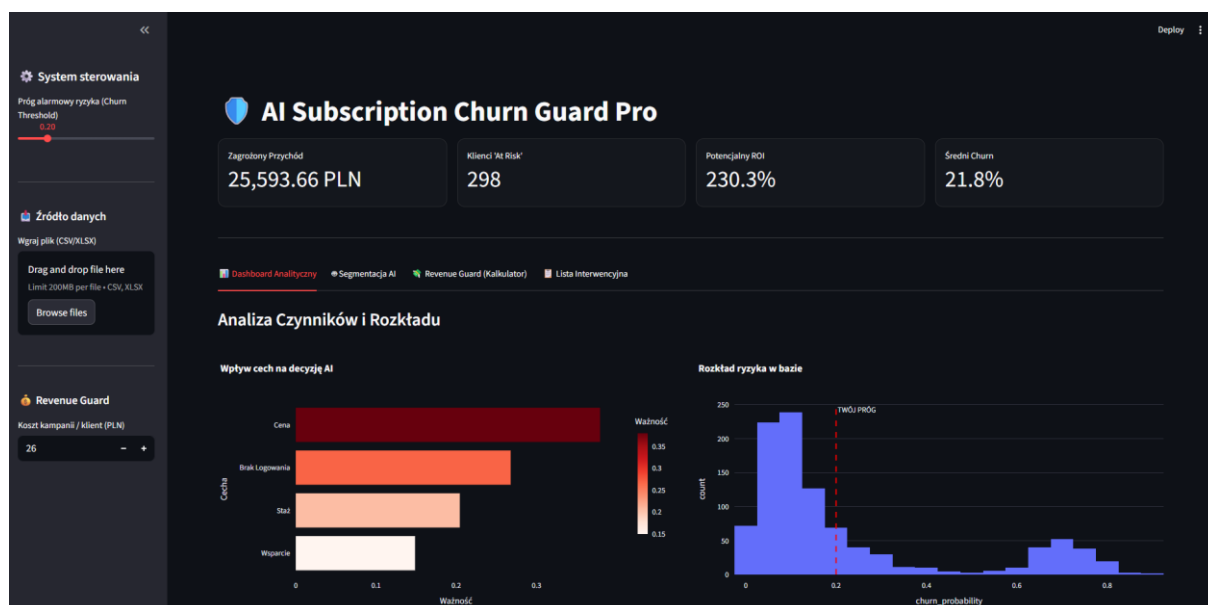 Deploy
System sterowania
Próg alarmowy ryzyka (Churn
Threshold)
0.20
Źródło danych
Wgraj plik (CSV/XLSX)
Drag and drop file here
Limit 200MB per file • CSV, XLSX
Browse files
Revenue Guard
Koszt kampanii / klient (PLN)
26 − +
AI Subscription Churn Guard Pro
Zagrożony Przychód
25,593.66 PLN
Klienci 'At Risk'
298
Potencjalny ROI
230.3%
Średni Churn
21.8%
Dashboard Analityczny Segmentacja AI Revenue Guard (Kalkulator) Lista Interwencyjna
Analiza Czynników i Rozkładu
Wpływ cech na decyzję AI
Cecha
Cena
Brak Logowania
Staż
Wsparcie
0 0.1 0.2 0.3
Ważność
Ważność
0.35
0.3
0.25
0.2
0.15
Rozkład ryzyka w bazie
TWÓJ PRÓG
count
250
200
150
100
50
0
0 0.2 0.4 0.6 0.8
churn_probability